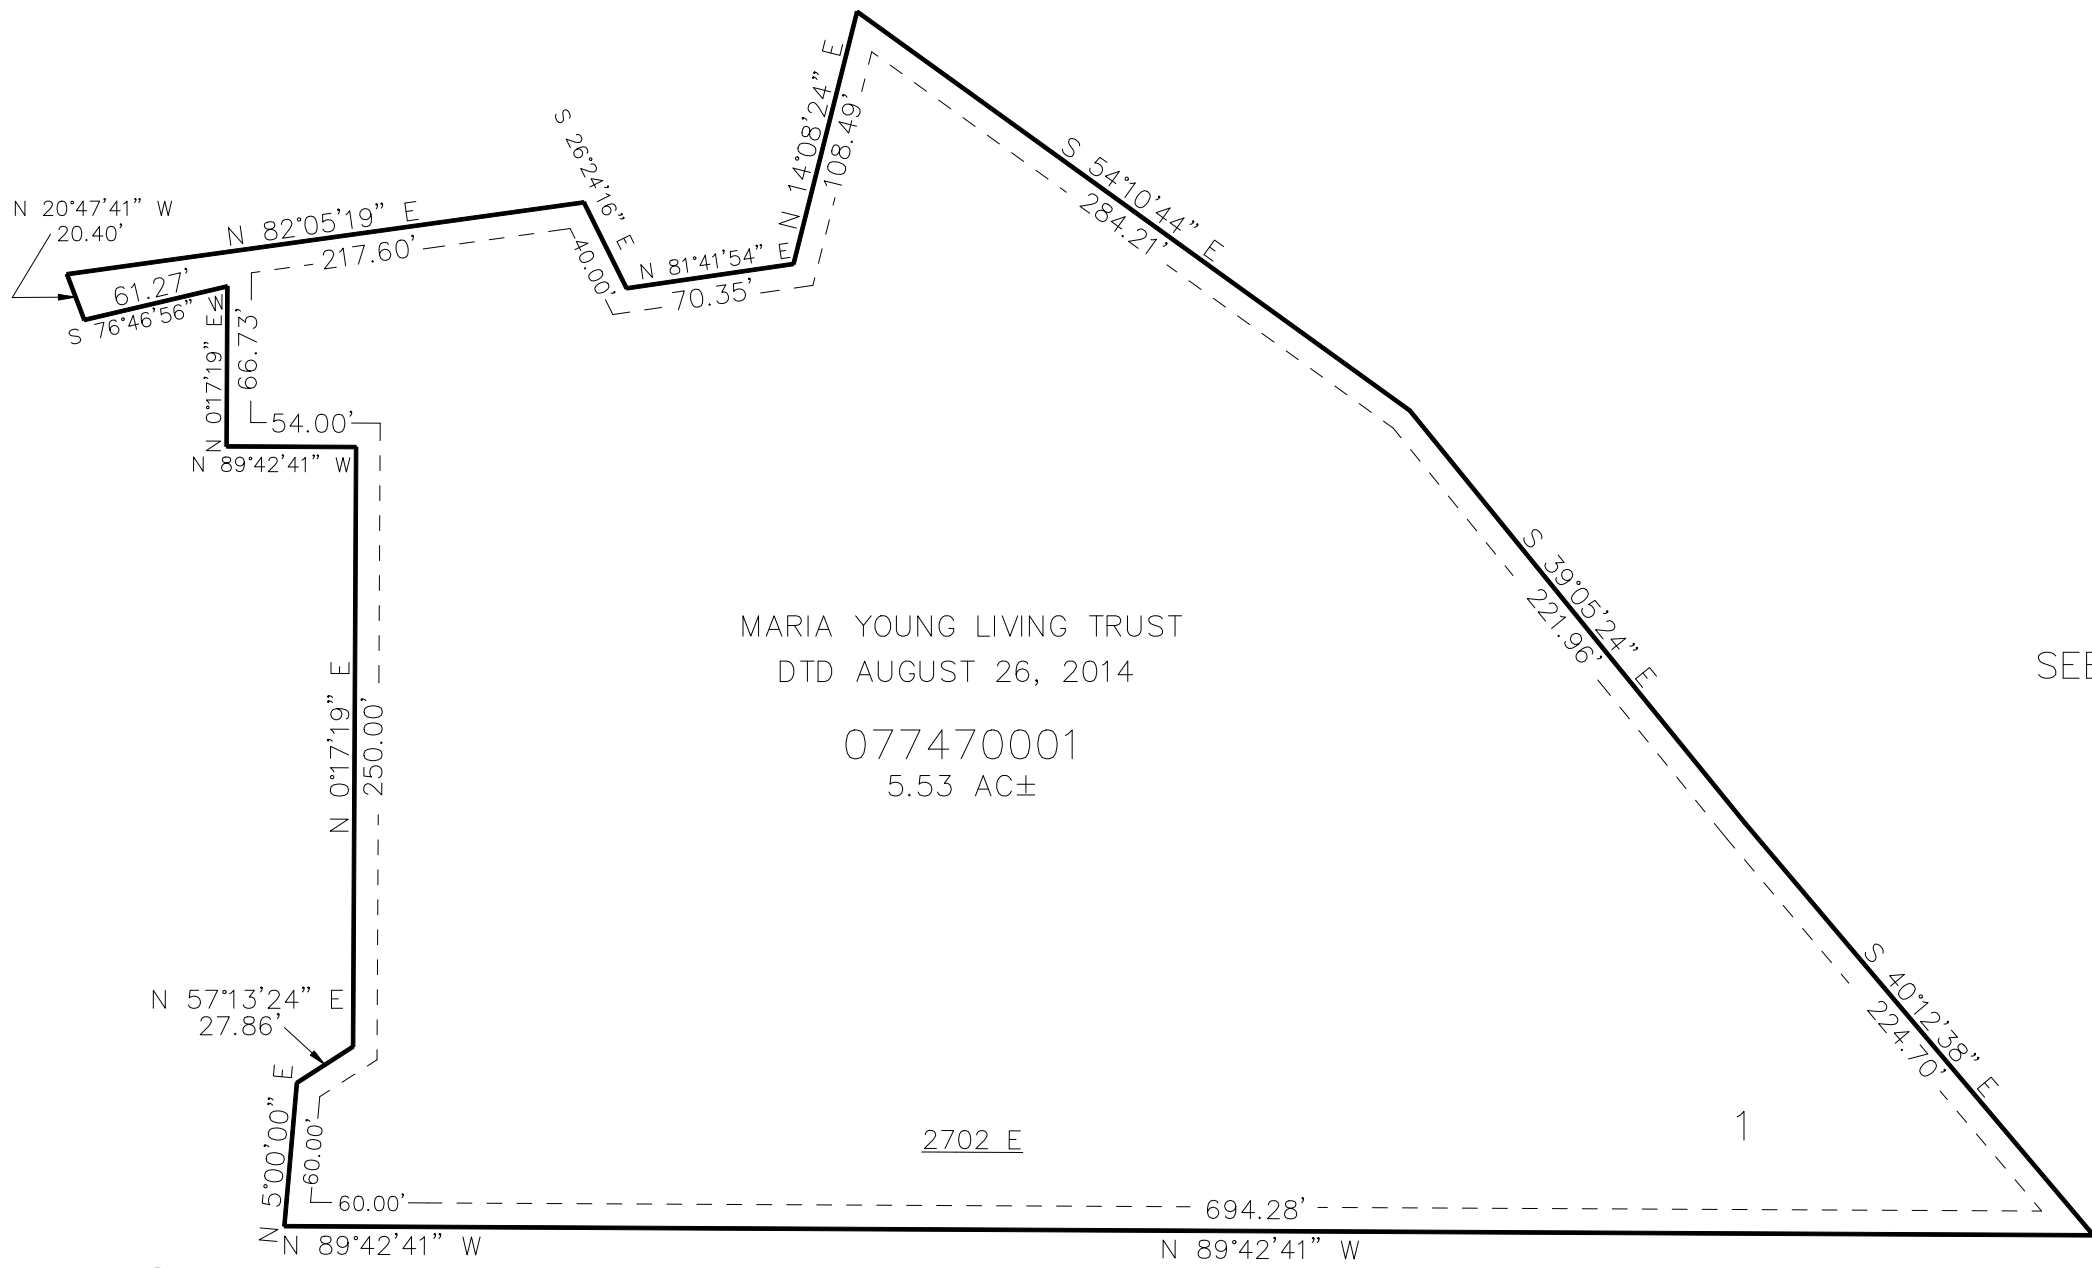 N 20°47'41" W
20.40'
N 82°05'19" E
217.60'
61.27'
S 76°46'56" W
N 0°17'19" E
66.73'
54.00'
N 89°42'41" W
S 26°24'16" E
40.00'
N 81°41'54" E
70.35'
N 14°08'24" E
108.49'
S 54°10'44" E
284.21'
S 39°05'24" E
221.96'
SEE
MARIA YOUNG LIVING TRUST
DTD AUGUST 26, 2014
077470001
5.53 AC±
N 0°17'19" E
250.00'
N 57°13'24" E
27.86'
N 5°00'00" E
60.00'
60.00'
N 89°42'41" W
2702 E
1
S 40°12'38" E
224.70'
694.28'
N 89°42'41" W